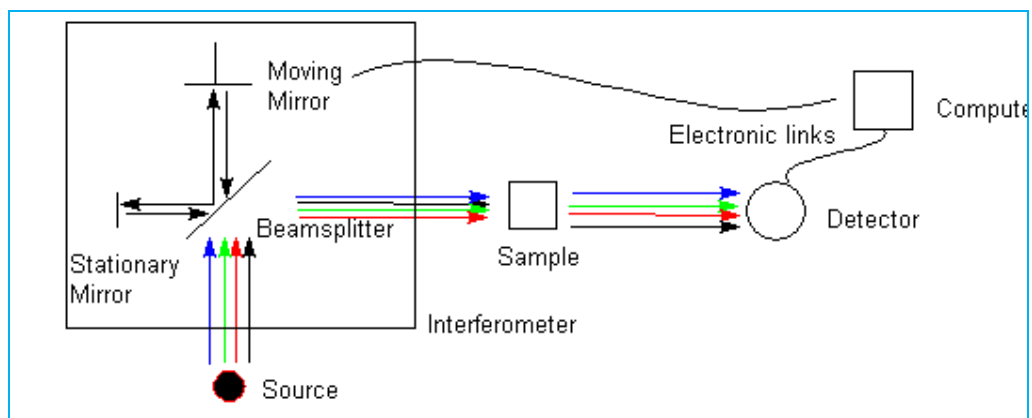 Moving
Mirror
Compute
Electronic links
Beamsplitter
Detector
Sample
Stationary
Mirror
Interferometer
Source